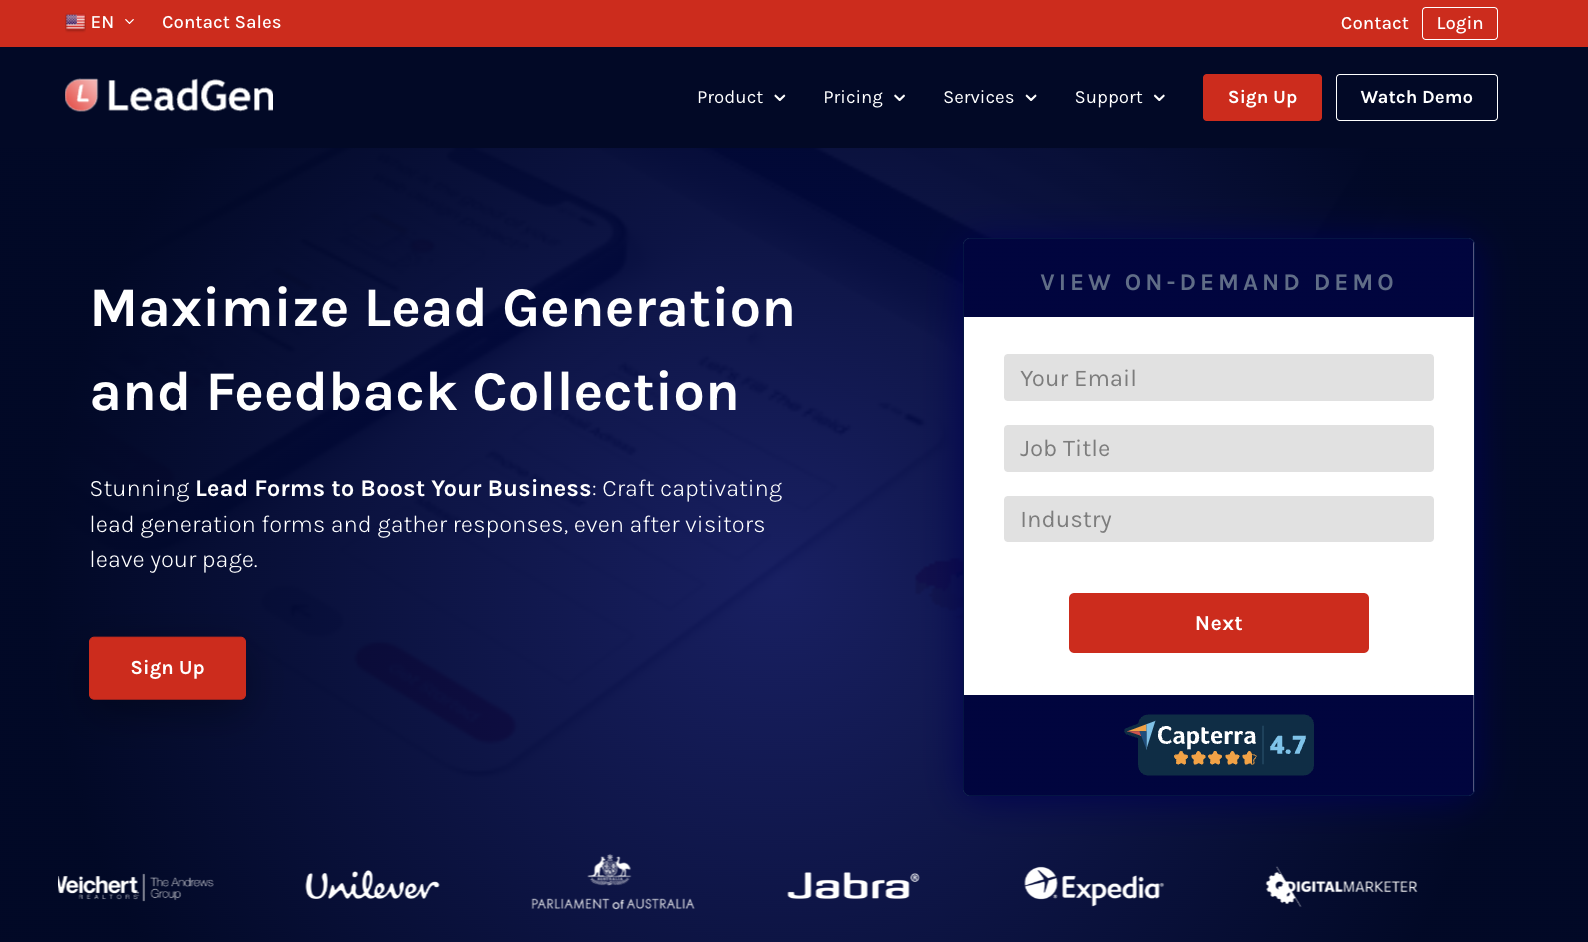 EN
Contact Sales
Contact
Login
LeadGen
Product
Pricing
Services
Support
Sign Up
Watch Demo
Maximize Lead Generation
and Feedback Collection
Stunning Lead Forms to Boost Your Business: Craft captivating
lead generation forms and gather responses, even after visitors
leave your page.
Sign Up
VIEW ON-DEMAND DEMO
Your Email
Job Title
Industry
Next
Capterra
4.7
Weichert
REALTORS
The Andrews
Group
Unilever
AUSTRALIA
PARLIAMENT of AUSTRALIA
Jabra®
Expedia
DIGITALMARKETER